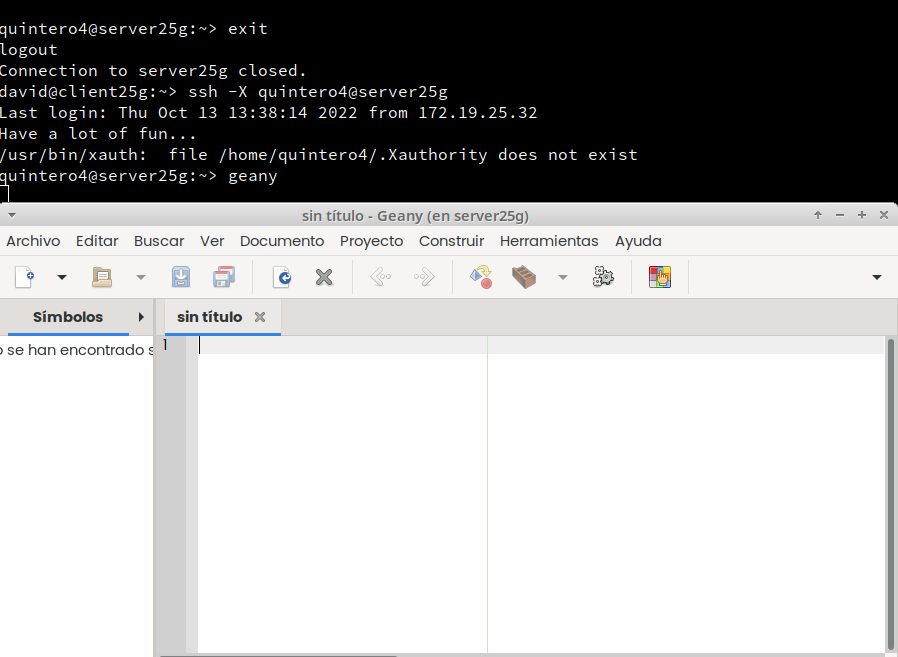 quintero4@server25g:~> exit
logout
Connection to server25g closed.
david@client25g:~> ssh -X quintero4@server25g
Last login: Thu Oct 13 13:38:14 2022 from 172.19.25.32
Have a lot of fun...
/usr/bin/xauth:  file /home/quintero4/.Xauthority does not exist
quintero4@server25g:~> geany
sin título - Geany (en server25g)
Archivo Editar Buscar Ver Documento Proyecto Construir Herramientas Ayuda
Símbolos sin título
o se han encontrado s 1